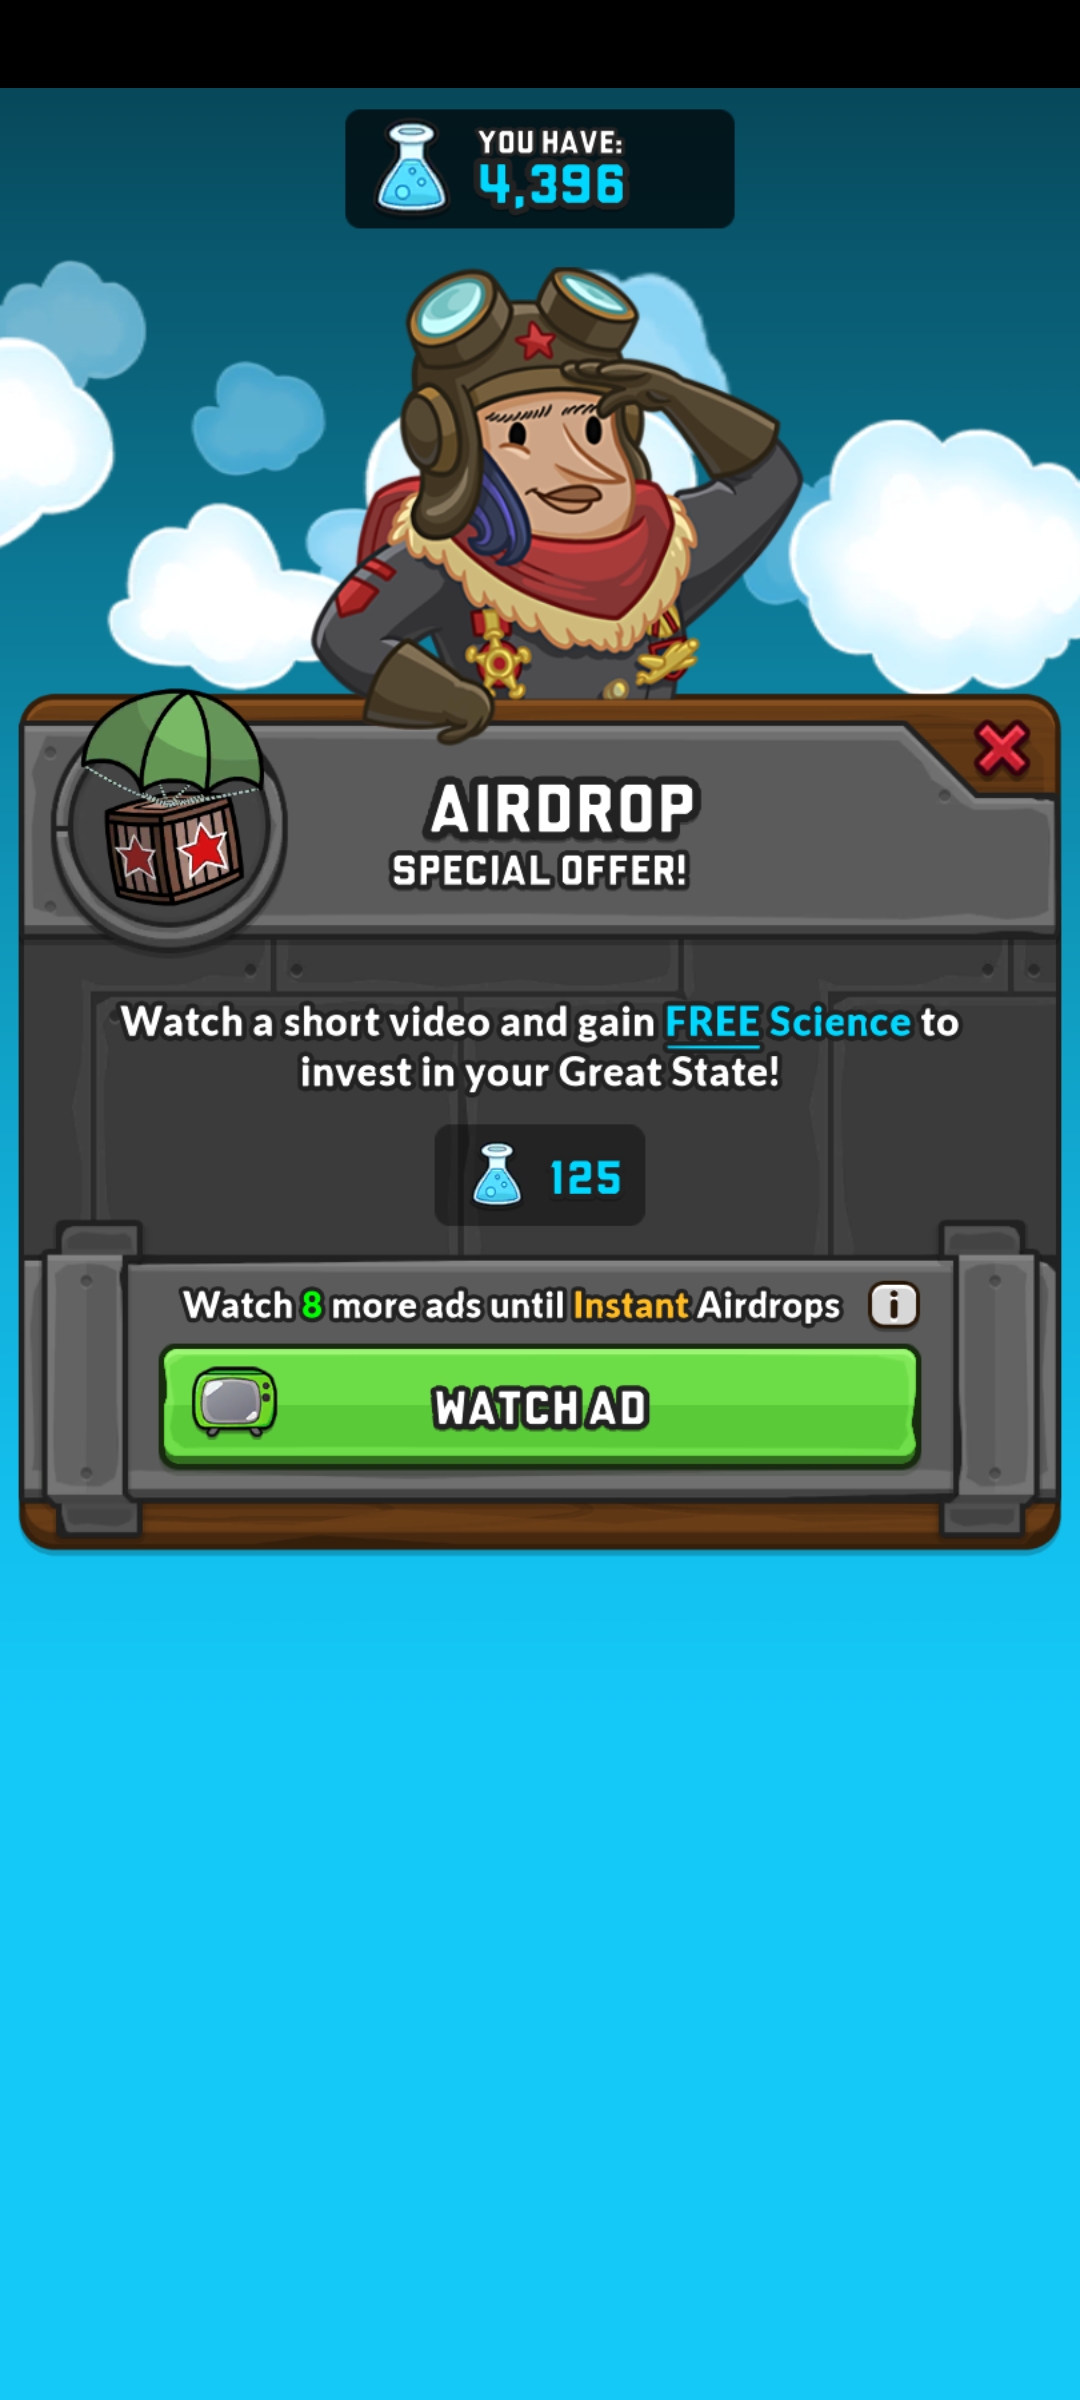 YOU HAVE:
4,396
AIRDROP
SPECIAL OFFER!
Watch a short video and gain FREE Science to
invest in your Great State!
125
Watch 8 more ads until Instant Airdrops
i
WATCH AD